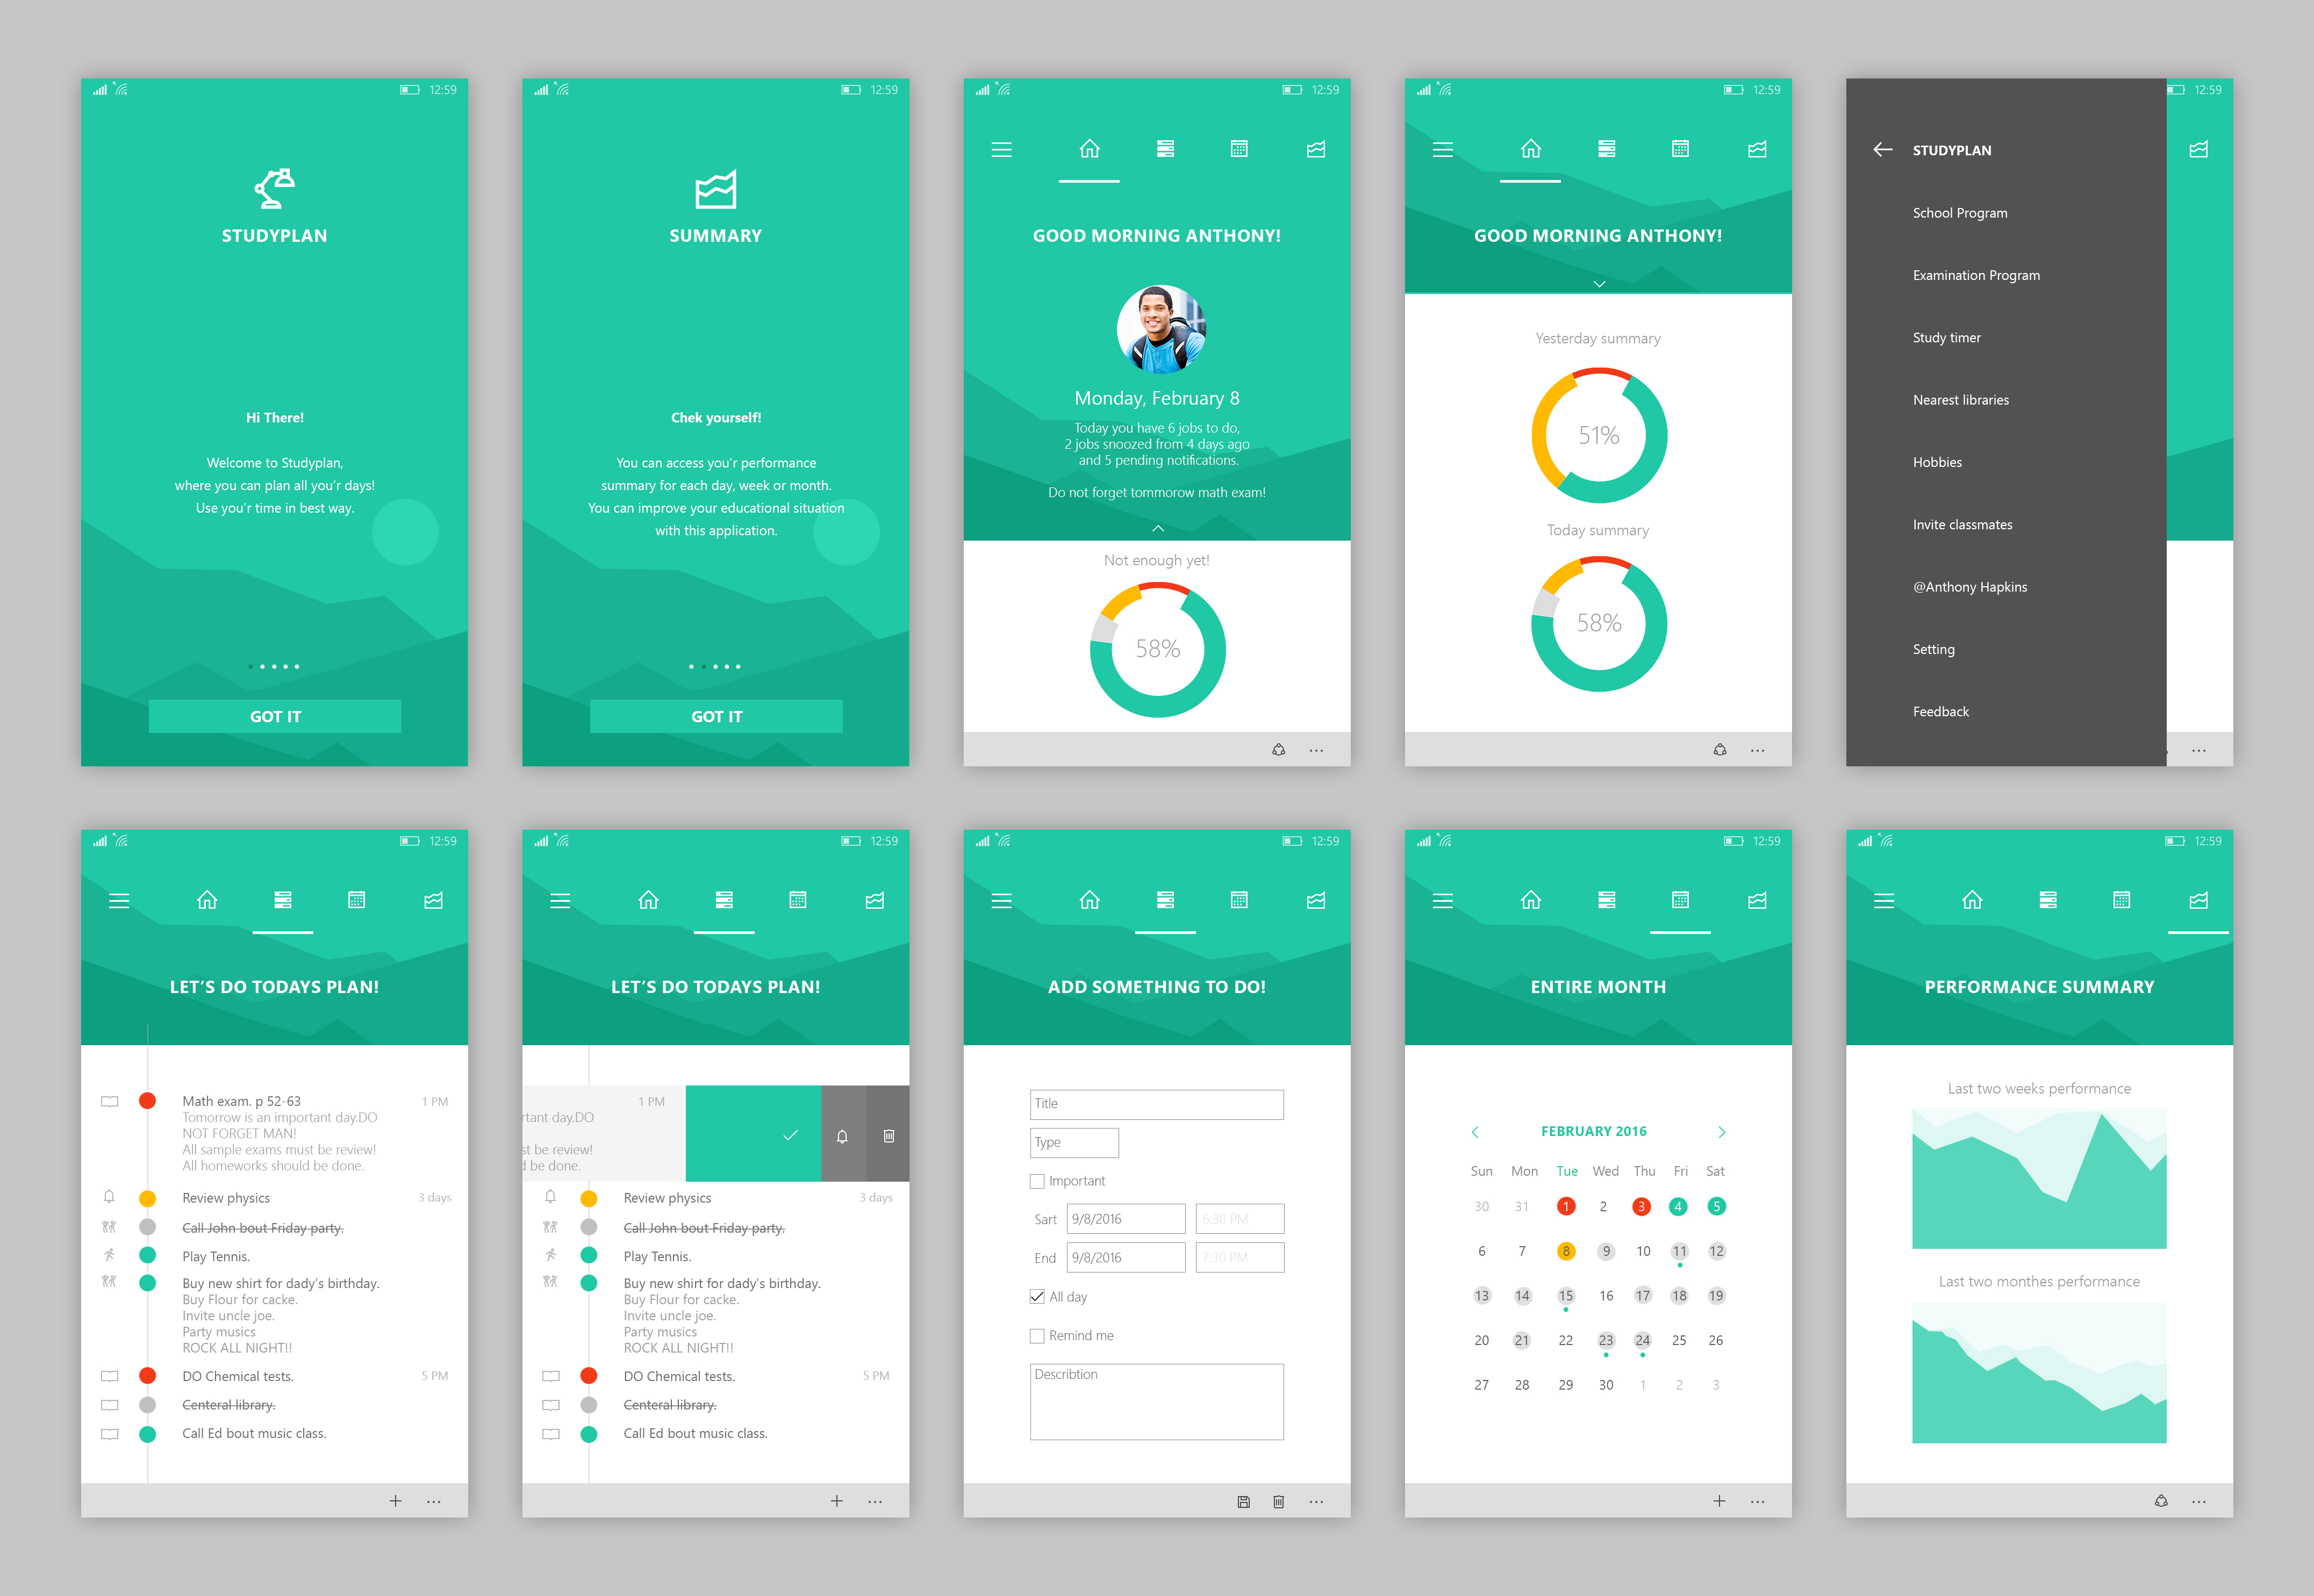 12:59
STUDYPLAN
Hi There!
Welcome to Studyplan,
where you can plan all you'r days!
Use you'r time in best way.
GOT IT
12:59
SUMMARY
Chek yourself!
You can access you'r performance
summary for each day, week or month.
You can improve your educational situation
with this application.
GOT IT
12:59
GOOD MORNING ANTHONY!
Monday, February 8
Today you have 6 jobs to do,
2 jobs snoozed from 4 days ago
and 5 pending notifications.
Do not forget tommorow math exam!
Not enough yet!
58%
12:59
GOOD MORNING ANTHONY!
Yesterday summary
51%
Today summary
58%
12:59
STUDYPLAN
School Program
Examination Program
Study timer
Nearest libraries
Hobbies
Invite classmates
@Anthony Hapkins
Setting
Feedback
12:59
LET'S DO TODAYS PLAN!
Math exam. p 52-63 1 PM
Tomorrow is an important day.DO
NOT FORGET MAN!
All sample exams must be review!
All homeworks should be done.
Review physics 3 days
Call John bout Friday party.
Play Tennis.
Buy new shirt for dady's birthday.
Buy Flour for cacke.
Invite uncle joe.
Party musics
ROCK ALL NIGHT!!
DO Chemical tests. 5 PM
Centeral library.
Call Ed bout music class.
12:59
LET'S DO TODAYS PLAN!
1 PM
rtant day.DO
st be review!
d be done.
Review physics 3 days
Call John bout Friday party.
Play Tennis.
Buy new shirt for dady's birthday.
Buy Flour for cacke.
Invite uncle joe.
Party musics
ROCK ALL NIGHT!!
DO Chemical tests. 5 PM
Centeral library.
Call Ed bout music class.
12:59
ADD SOMETHING TO DO!
Title
Type
Important
Sart 9/8/2016 6:30 PM
End 9/8/2016 7:30 PM
All day
Remind me
Describtion
12:59
ENTIRE MONTH
FEBRUARY 2016
Sun Mon Tue Wed Thu Fri Sat
30 31 1 2 3 4 5
6 7 8 9 10 11 12
13 14 15 16 17 18 19
20 21 22 23 24 25 26
27 28 29 30 1 2 3
12:59
PERFORMANCE SUMMARY
Last two weeks performance
Last two monthes performance